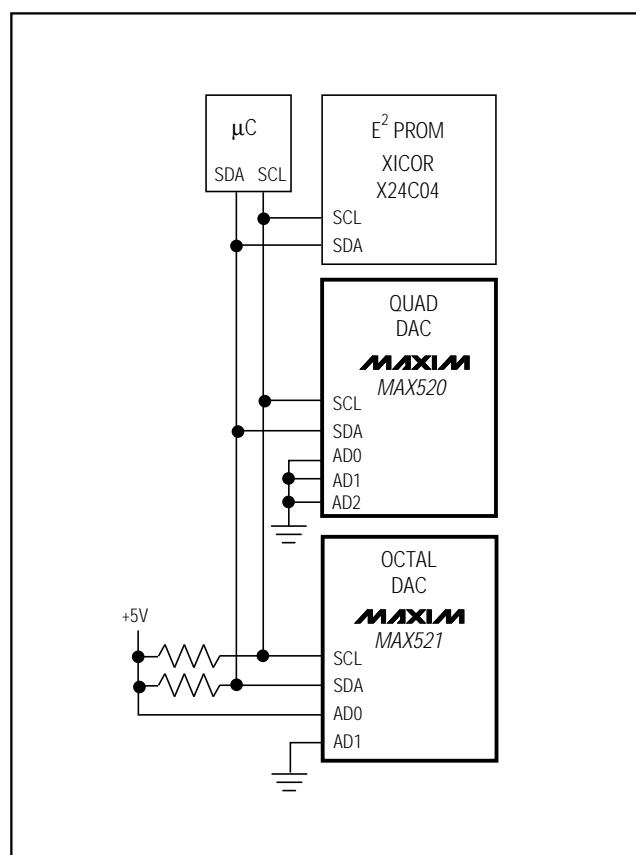 μC
SDA SCL
E² PROM
XICOR
X24C04
SCL
SDA
QUAD
DAC
MAXIM
MAX520
SCL
SDA
AD0
AD1
AD2
OCTAL
DAC
MAXIM
MAX521
+5V
SCL
SDA
AD0
AD1